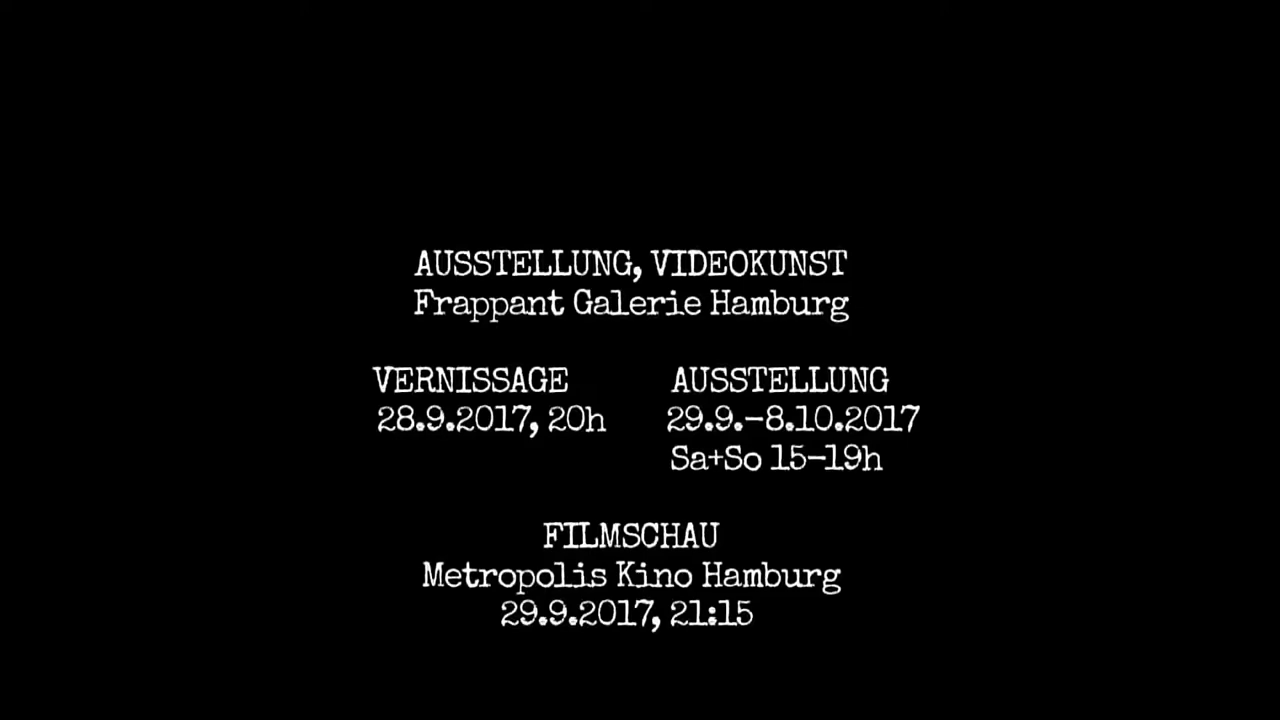 AUSSTELLUNG, VIDEOKUNST
Frappant Galerie Hamburg
VERNISSAGE
28.9.2017, 20h
AUSSTELLUNG
29.9.-8.10.2017
Sa+So 15-19h
FILMSCHAU
Metropolis Kino Hamburg
29.9.2017, 21:15